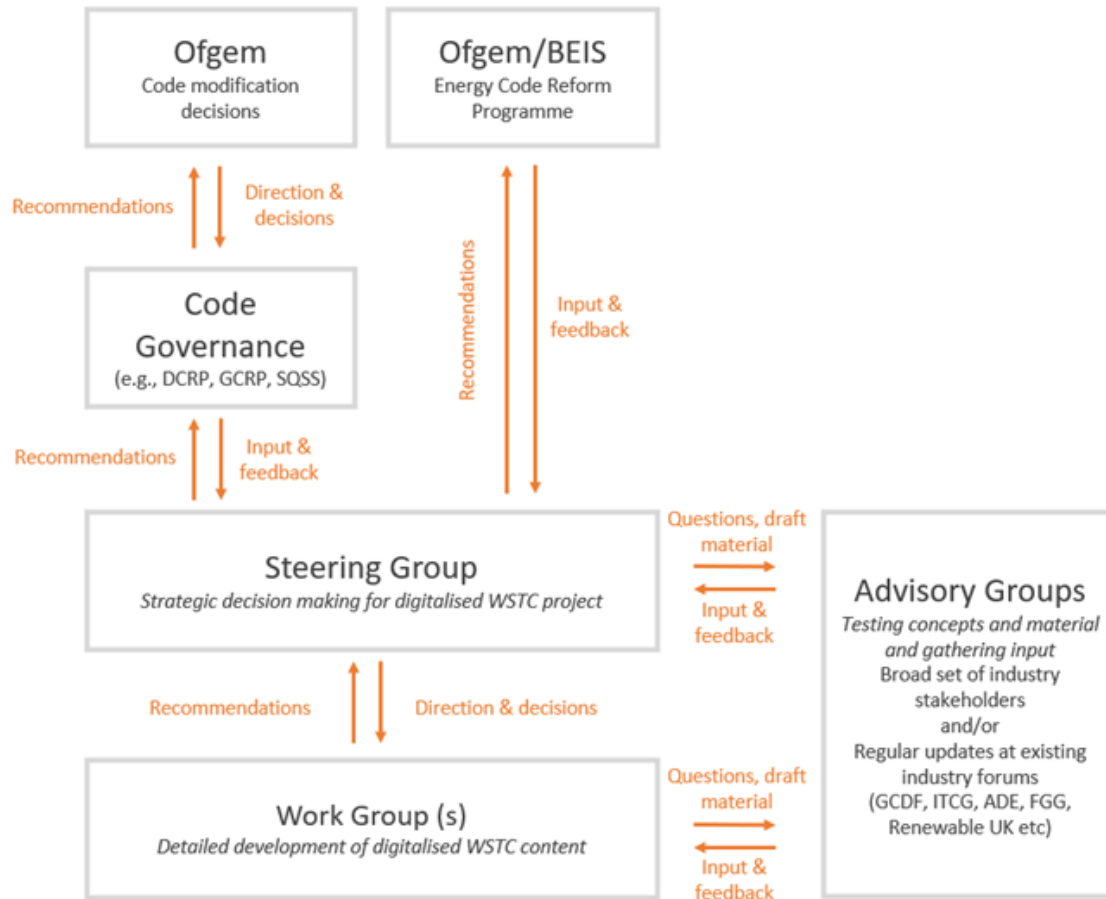 Ofgem
Code modification
decisions
Ofgem/BEIS
Energy Code Reform
Programme
Recommendations
Direction &
decisions
Code
Governance
(e.g., DCRP, GCRP, SQSS)
Recommendations
Input &
feedback
Recommendations
Input &
feedback
Steering Group
Strategic decision making for digitalised WSTC project
Questions, draft
material
Input &
feedback
Advisory Groups
Testing concepts and material
and gathering input
Broad set of industry
stakeholders
and/or
Regular updates at existing
industry forums
(GCDF, ITCG, ADE, FGG,
Renewable UK etc)
Recommendations
Direction & decisions
Work Group (s)
Detailed development of digitalised WSTC content
Questions, draft
material
Input &
feedback